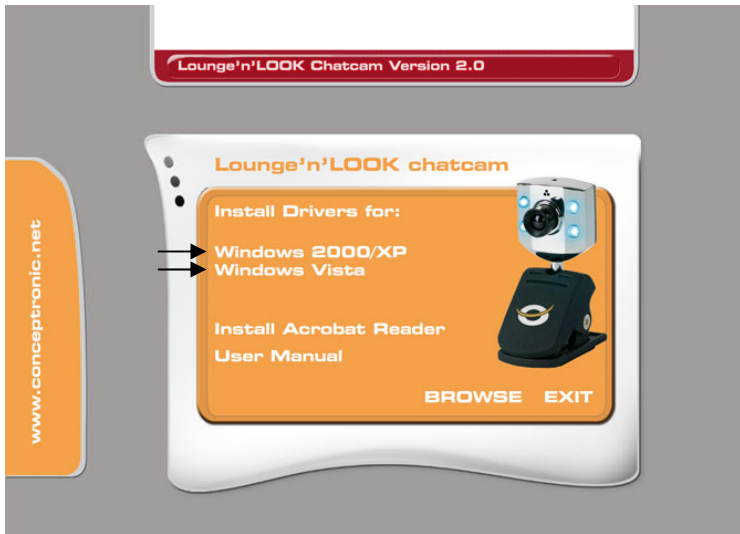 Lounge'n'LOOK Chatcam Version 2.0
www.conceptronic.net
Lounge'n'LOOK chatcam
Install Drivers for:
Windows 2000/XP
Windows Vista
Install Acrobat Reader
User Manual
BROWSE EXIT